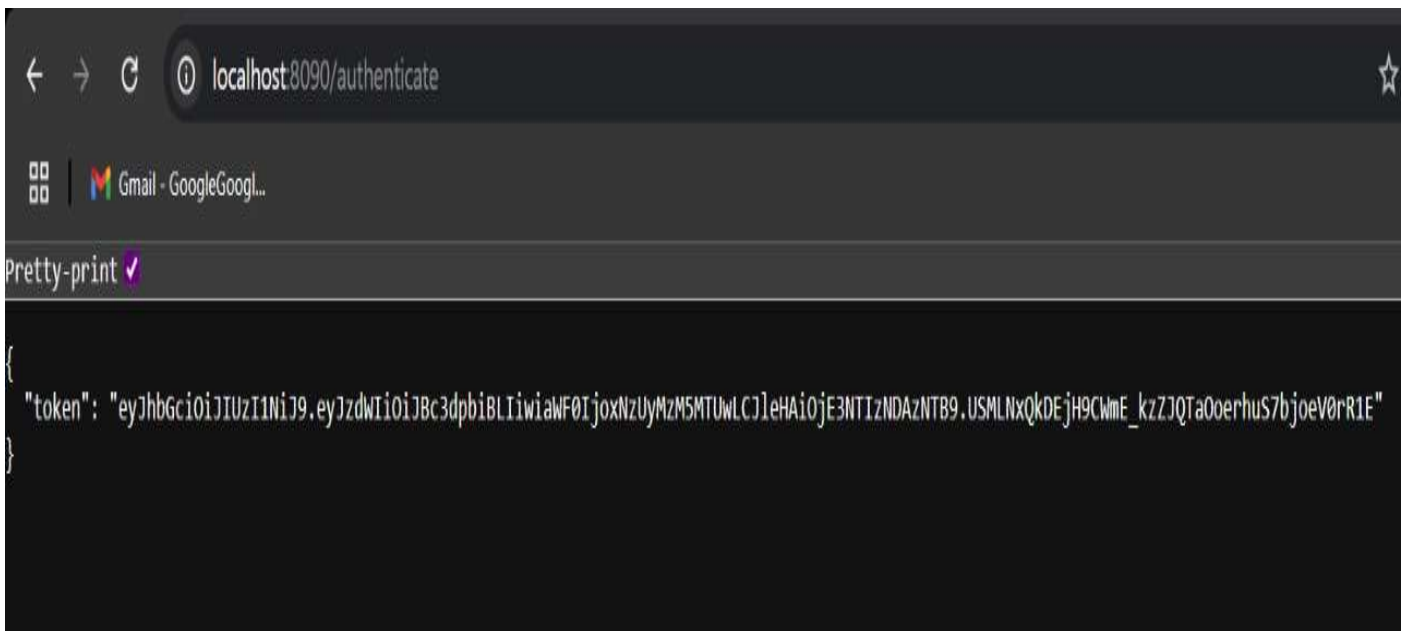 localhost:8090/authenticate
Gmail - GoogleGoogl...
Pretty-print
{
"token": "eyJhbGciOiJIUzI1NiJ9.eyJzdWIiOiJBc3dpbiBLIiwiaWF0IjoxNzUyMzM5MTUwLCJleHAiOjE3NTIzNDAzNTB9.USMLNxQkDEjH9CWmE_kzZJQTaOoerhuS7bjoeV0rR1E"
}